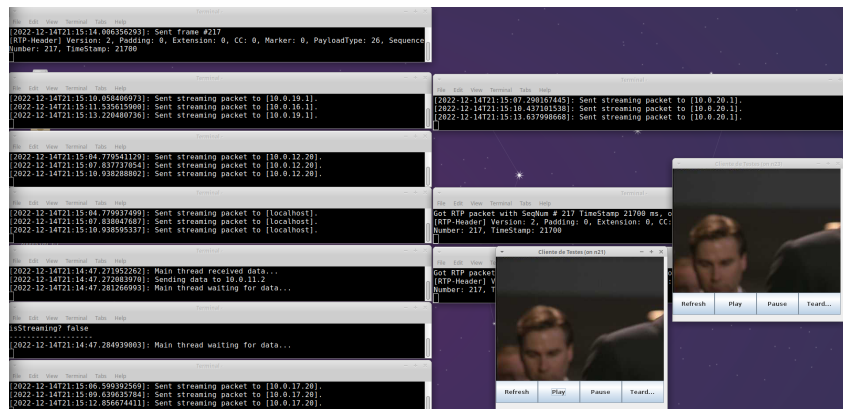 Terminal
File Edit View Terminal Tabs Help
[2022-12-14T21:15:14.006356293]: Sent frame #217
[RTP-Header] Version: 2, Padding: 0, Extension: 0, CC: 0, Marker: 0, PayloadType: 26, Sequence
Number: 217, TimeStamp: 21700
Terminal
File Edit View Terminal Tabs Help
[2022-12-14T21:15:10.058406973]: Sent streaming packet to [10.0.19.1].
[2022-12-14T21:15:11.535615900]: Sent streaming packet to [10.0.16.1].
[2022-12-14T21:15:13.220480736]: Sent streaming packet to [10.0.19.1].
Terminal
File Edit View Terminal Tabs Help
[2022-12-14T21:15:07.290167445]: Sent streaming packet to [10.0.20.1].
[2022-12-14T21:15:10.437101538]: Sent streaming packet to [10.0.20.1].
[2022-12-14T21:15:13.637998668]: Sent streaming packet to [10.0.20.1].
Terminal
File Edit View Terminal Tabs Help
[2022-12-14T21:15:04.779541129]: Sent streaming packet to [10.0.12.20].
[2022-12-14T21:15:07.837737054]: Sent streaming packet to [10.0.12.20].
[2022-12-14T21:15:10.938288802]: Sent streaming packet to [10.0.12.20].
Terminal
File Edit View Terminal Tabs Help
[2022-12-14T21:15:04.779937499]: Sent streaming packet to [localhost].
[2022-12-14T21:15:07.838047687]: Sent streaming packet to [localhost].
[2022-12-14T21:15:10.938595337]: Sent streaming packet to [localhost].
Terminal
File Edit View Terminal Tabs Help
Got RTP packet with SeqNum # 217 TimeStamp 21700 ms, o
[RTP-Header] Version: 2, Padding: 0, Extension: 0, CC:
Number: 217, TimeStamp: 21700
Cliente de Testes (on n23)
Refresh Play Pause Teard...
Terminal
File Edit View Terminal Tabs Help
[2022-12-14T21:14:47.271952262]: Main thread received data...
[2022-12-14T21:14:47.272083970]: Sending data to 10.0.11.2
[2022-12-14T21:14:47.281266993]: Main thread waiting for data...
File Edit View
Got RTP packet
[RTP-Header] V
Number: 217, T
Cliente de Testes (on n21)
Refresh Play Pause Teard...
Terminal
File Edit View Terminal Tabs Help
isStreaming? false
-------------------
[2022-12-14T21:14:47.284939803]: Main thread waiting for data...
Terminal
File Edit View Terminal Tabs Help
[2022-12-14T21:15:06.599392569]: Sent streaming packet to [10.0.17.20].
[2022-12-14T21:15:09.639635784]: Sent streaming packet to [10.0.17.20].
[2022-12-14T21:15:12.856674411]: Sent streaming packet to [10.0.17.20].